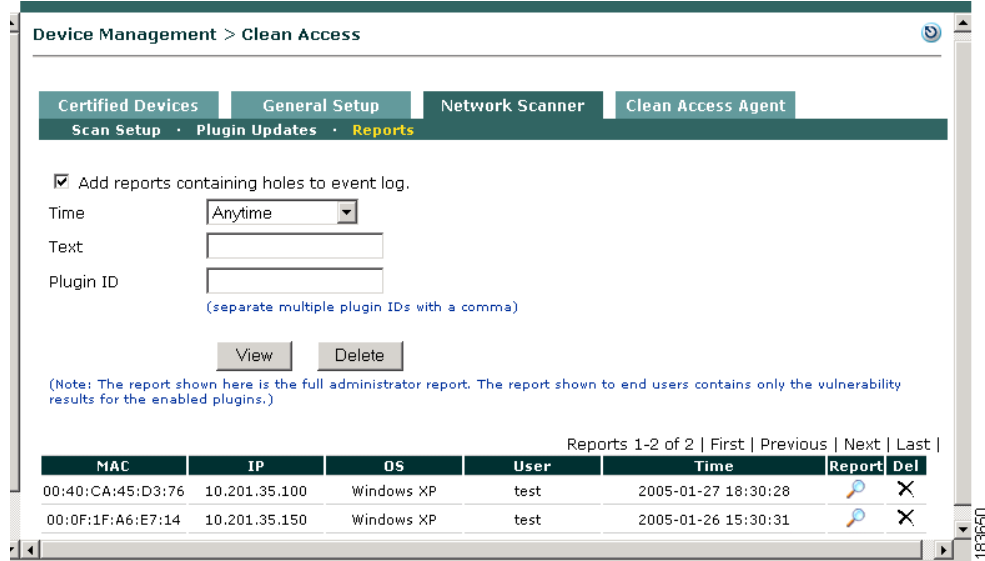 Device Management > Clean Access
Certified Devices General Setup Network Scanner Clean Access Agent
Scan Setup · Plugin Updates · Reports
Add reports containing holes to event log.
Time Anytime
Text
Plugin ID
(separate multiple plugin IDs with a comma)
View Delete
(Note: The report shown here is the full administrator report. The report shown to end users contains only the vulnerability
results for the enabled plugins.)
Reports 1-2 of 2 | First | Previous | Next | Last |
MAC IP OS User Time Report Del
00:40:CA:45:D3:76 10.201.35.100 Windows XP test 2005-01-27 18:30:28
00:0F:1F:A6:E7:14 10.201.35.150 Windows XP test 2005-01-26 15:30:31
183650